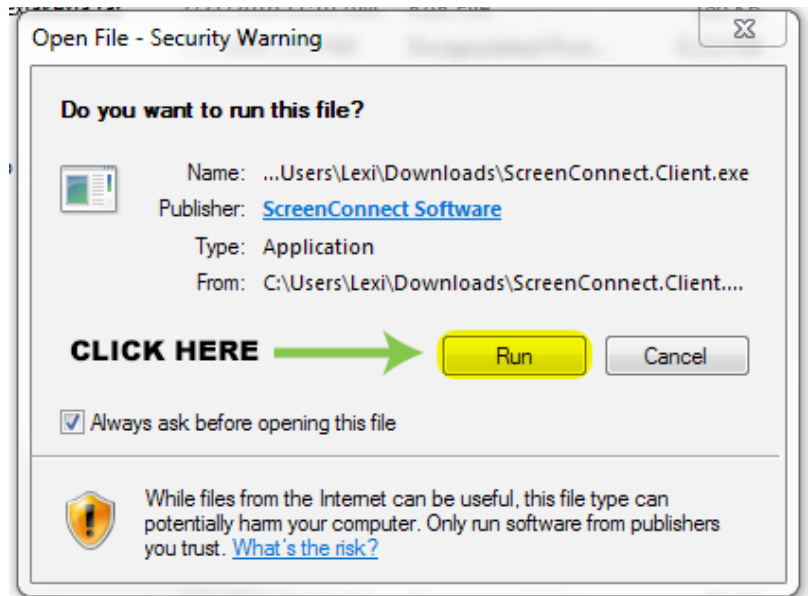 Open File - Security Warning
Do you want to run this file?
Name: ...Users\Lexi\Downloads\ScreenConnect.Client.exe
Publisher: ScreenConnect Software
Type: Application
From: C:\Users\Lexi\Downloads\ScreenConnect.Client....
CLICK HERE Run Cancel
Always ask before opening this file
While files from the Internet can be useful, this file type can
potentially harm your computer. Only run software from publishers
you trust. What's the risk?